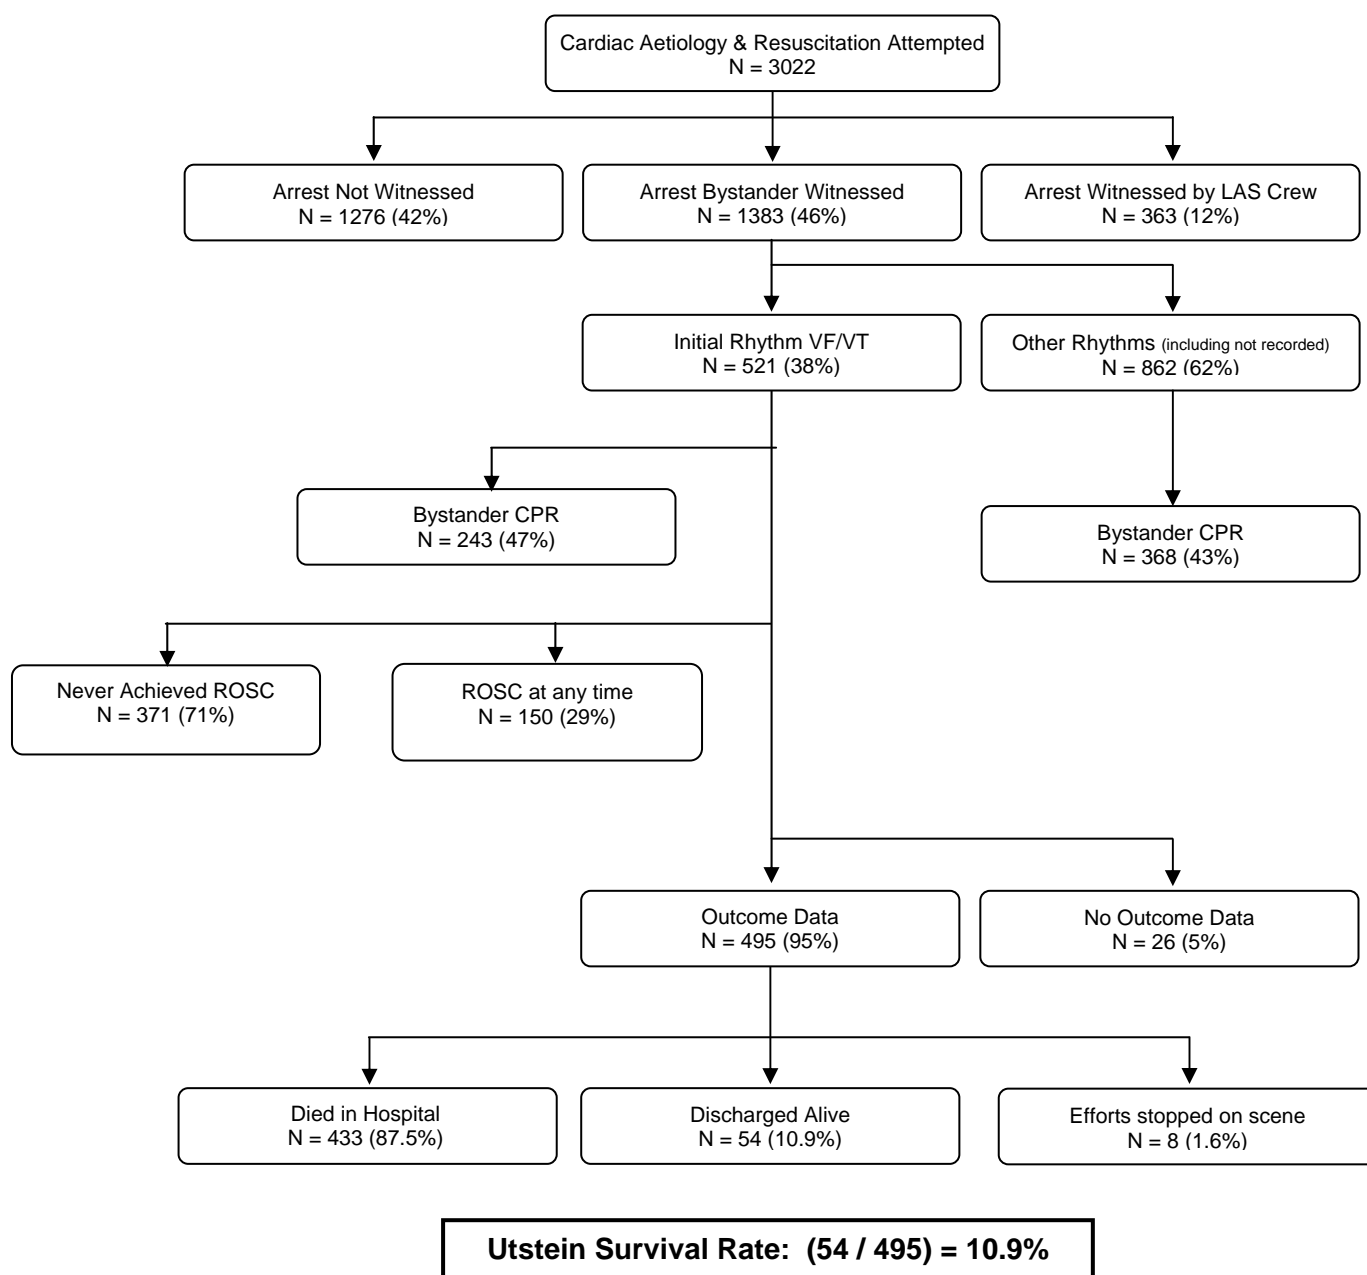 Cardiac Aetiology & Resuscitation Attempted
N = 3022
Arrest Not Witnessed
N = 1276 (42%)
Arrest Bystander Witnessed
N = 1383 (46%)
Arrest Witnessed by LAS Crew
N = 363 (12%)
Initial Rhythm VF/VT
N = 521 (38%)
Other Rhythms (including not recorded)
N = 862 (62%)
Bystander CPR
N = 243 (47%)
Bystander CPR
N = 368 (43%)
Never Achieved ROSC
N = 371 (71%)
ROSC at any time
N = 150 (29%)
Outcome Data
N = 495 (95%)
No Outcome Data
N = 26 (5%)
Died in Hospital
N = 433 (87.5%)
Discharged Alive
N = 54 (10.9%)
Efforts stopped on scene
N = 8 (1.6%)
Utstein Survival Rate: (54 / 495) = 10.9%